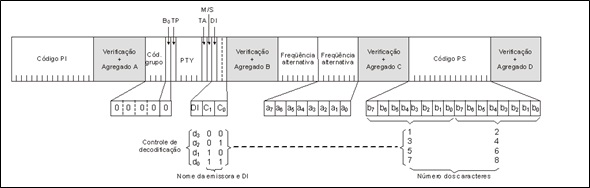 M/S
B₀ TP TA DI
Código PI
Verificação + Agregado A
Cód. grupo
PTY
Verificação + Agregado B
Freqüência alternativa
Freqüência alternativa
Verificação + Agregado C
Código PS
Verificação + Agregado D
0 0 0 0 0
DI C₁ C₀
a₇ a₆ a₅ a₄ a₃ a₂ a₁ a₀
b₇ b₆ b₅ b₄ b₃ b₂ b₁ b₀ b₇ b₆ b₅ b₄ b₃ b₂ b₁ b₀
Controle de decodificação
d₃ 0 0
d₂ 0 1
d₁ 1 0
d₀ 1 1
1 2
3 4
5 6
7 8
Nome da emissora e DI
Número dos caracteres